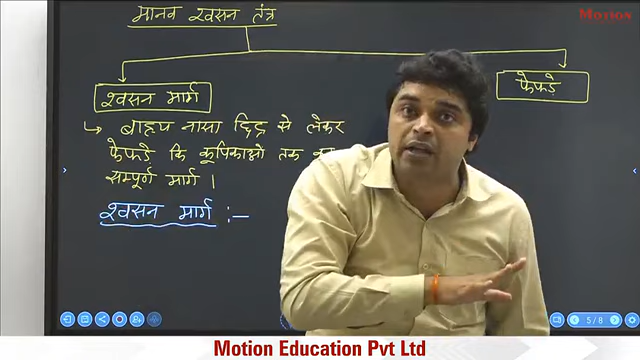 मानव श्वसन तंत्र
MOTION
श्वसन मार्ग
फेफड़े
↳ बाह्य नासा छिद्र से लेकर
फेफड़े कि कूपिकाओं तक का
सम्पूर्ण मार्ग ।
श्वसन मार्ग :-
5/8
Motion Education Pvt Ltd